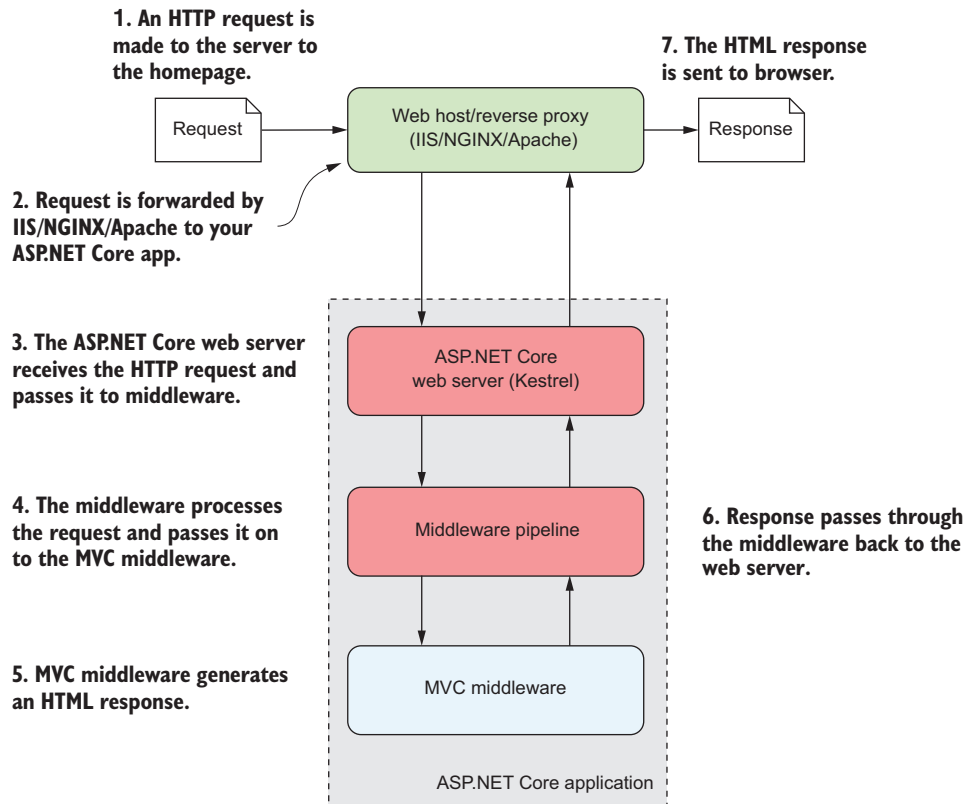 1. An HTTP request is
made to the server to
the homepage.
7. The HTML response
is sent to browser.
Request
Web host/reverse proxy
(IIS/NGINX/Apache)
Response
2. Request is forwarded by
IIS/NGINX/Apache to your
ASP.NET Core app.
3. The ASP.NET Core web server
receives the HTTP request and
passes it to middleware.
ASP.NET Core
web server (Kestrel)
4. The middleware processes
the request and passes it on
to the MVC middleware.
Middleware pipeline
6. Response passes through
the middleware back to the
web server.
5. MVC middleware generates
an HTML response.
MVC middleware
ASP.NET Core application